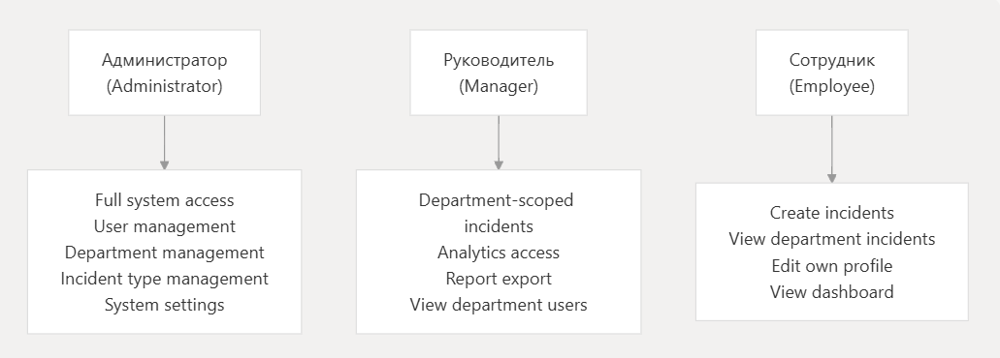 Администратор
(Administrator)
Руководитель
(Manager)
Сотрудник
(Employee)
Full system access
User management
Department management
Incident type management
System settings
Department-scoped
incidents
Analytics access
Report export
View department users
Create incidents
View department incidents
Edit own profile
View dashboard